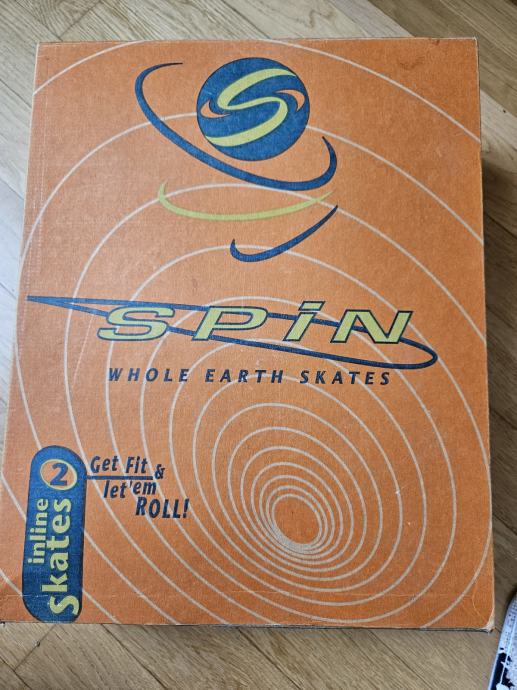 S
SPiN
WHOLE EARTH SKATES
inline
skates 2
Get Fit &
let'em
ROLL!